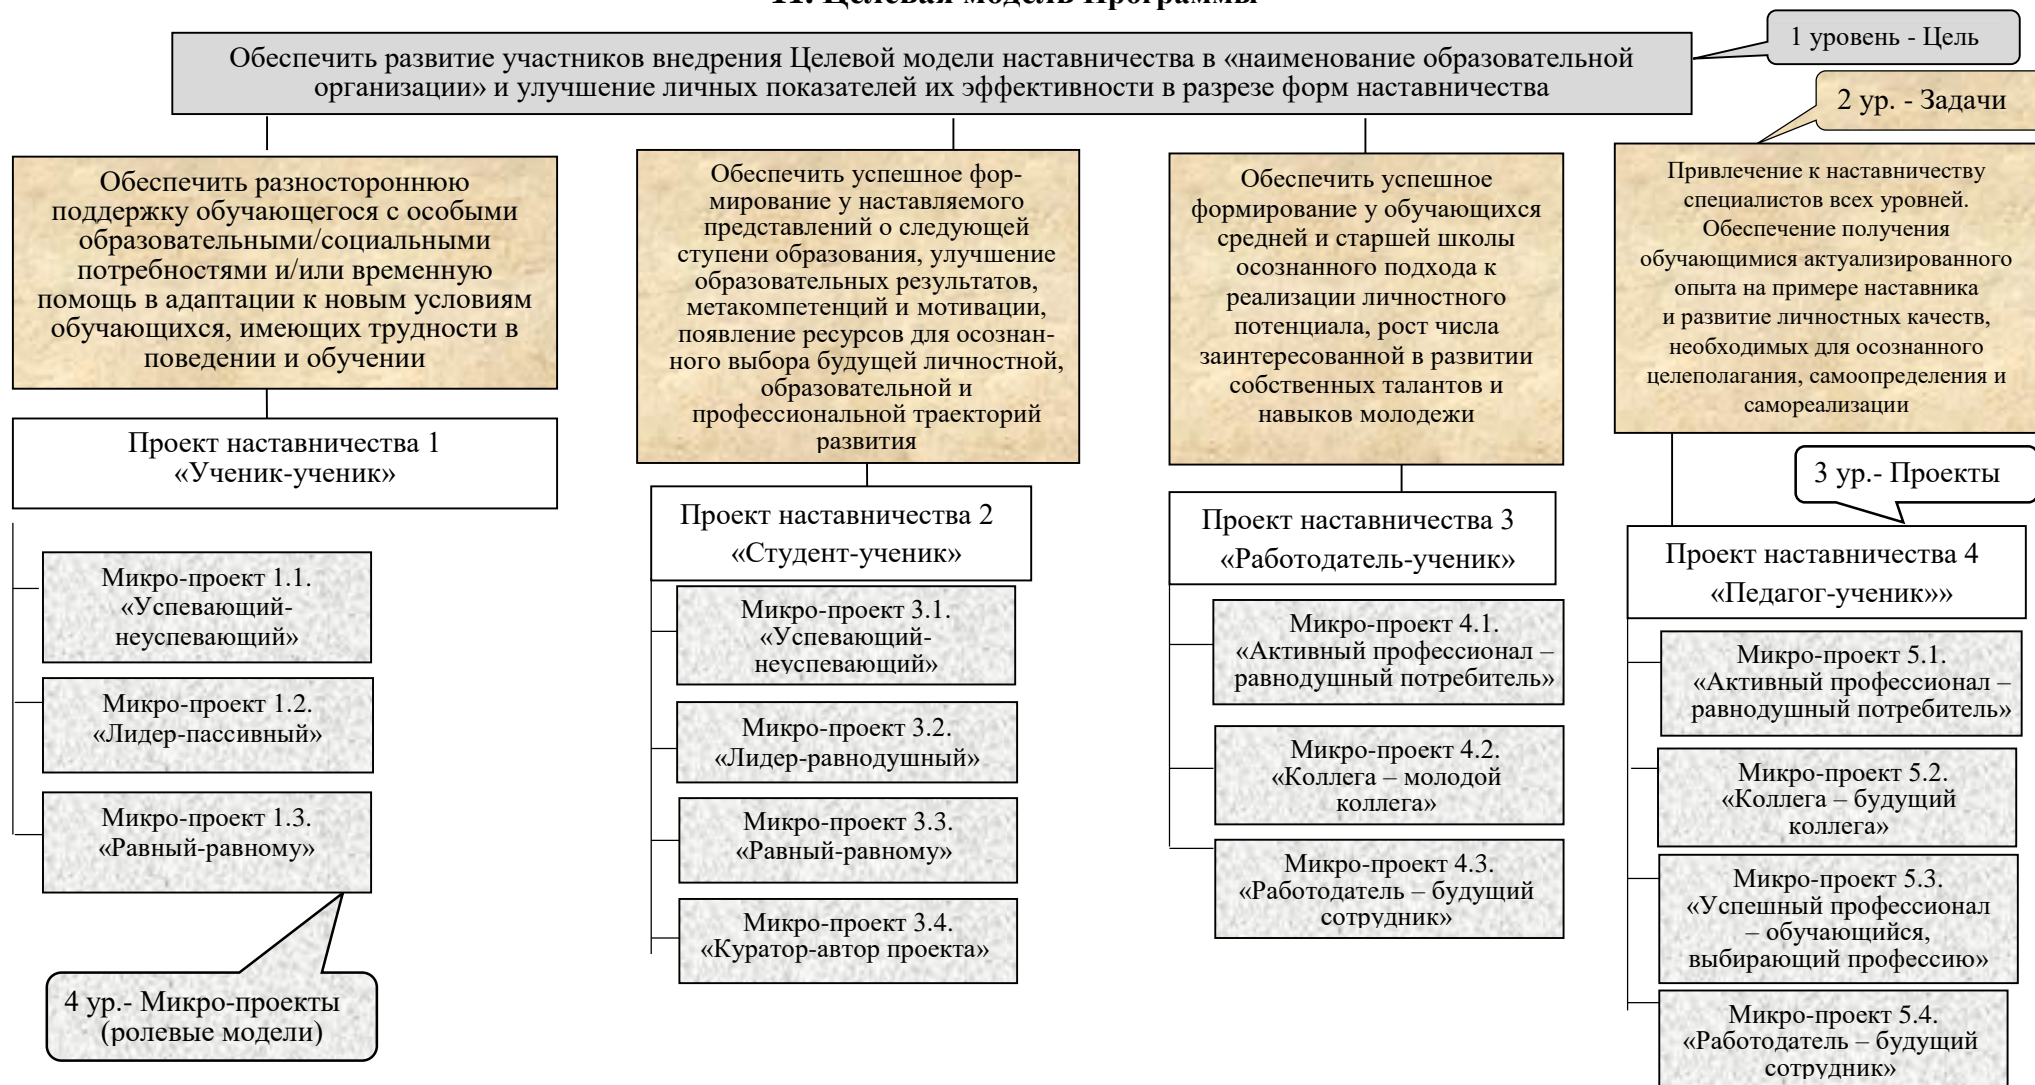 II. Целевая модель Программы
1 уровень - Цель
Обеспечить развитие участников внедрения Целевой модели наставничества в «наименование образовательной
организации» и улучшение личных показателей их эффективности в разрезе форм наставничества
2 ур. - Задачи
Обеспечить разностороннюю
поддержку обучающегося с особыми
образовательными/социальными
потребностями и/или временную
помощь в адаптации к новым условиям
обучающихся, имеющих трудности в
поведении и обучении
Проект наставничества 1
«Ученик-ученик»
Микро-проект 1.1.
«Успевающий-
неуспевающий»
Микро-проект 1.2.
«Лидер-пассивный»
Микро-проект 1.3.
«Равный-равному»
4 ур.- Микро-проекты
(ролевые модели)
Обеспечить успешное фор-
мирование у наставляемого
представлений о следующей
ступени образования, улучшение
образовательных результатов,
метакомпетенций и мотивации,
появление ресурсов для осознан-
ного выбора будущей личностной,
образовательной и
профессиональной траекторий
развития
Проект наставничества 2
«Студент-ученик»
Микро-проект 3.1.
«Успевающий-
неуспевающий»
Микро-проект 3.2.
«Лидер-равнодушный»
Микро-проект 3.3.
«Равный-равному»
Микро-проект 3.4.
«Куратор-автор проекта»
Обеспечить успешное
формирование у обучающихся
средней и старшей школы
осознанного подхода к
реализации личностного
потенциала, рост числа
заинтересованной в развитии
собственных талантов и
навыков молодежи
Проект наставничества 3
«Работодатель-ученик»
Микро-проект 4.1.
«Активный профессионал –
равнодушный потребитель»
Микро-проект 4.2.
«Коллега – молодой
коллега»
Микро-проект 4.3.
«Работодатель – будущий
сотрудник»
Привлечение к наставничеству
специалистов всех уровней.
Обеспечение получения
обучающимися актуализированного
опыта на примере наставника
и развитие личностных качеств,
необходимых для осознанного
целеполагания, самоопределения и
самореализации
3 ур.- Проекты
Проект наставничества 4
«Педагог-ученик»»
Микро-проект 5.1.
«Активный профессионал –
равнодушный потребитель»
Микро-проект 5.2.
«Коллега – будущий
коллега»
Микро-проект 5.3.
«Успешный профессионал
– обучающийся,
выбирающий профессию»
Микро-проект 5.4.
«Работодатель – будущий
сотрудник»